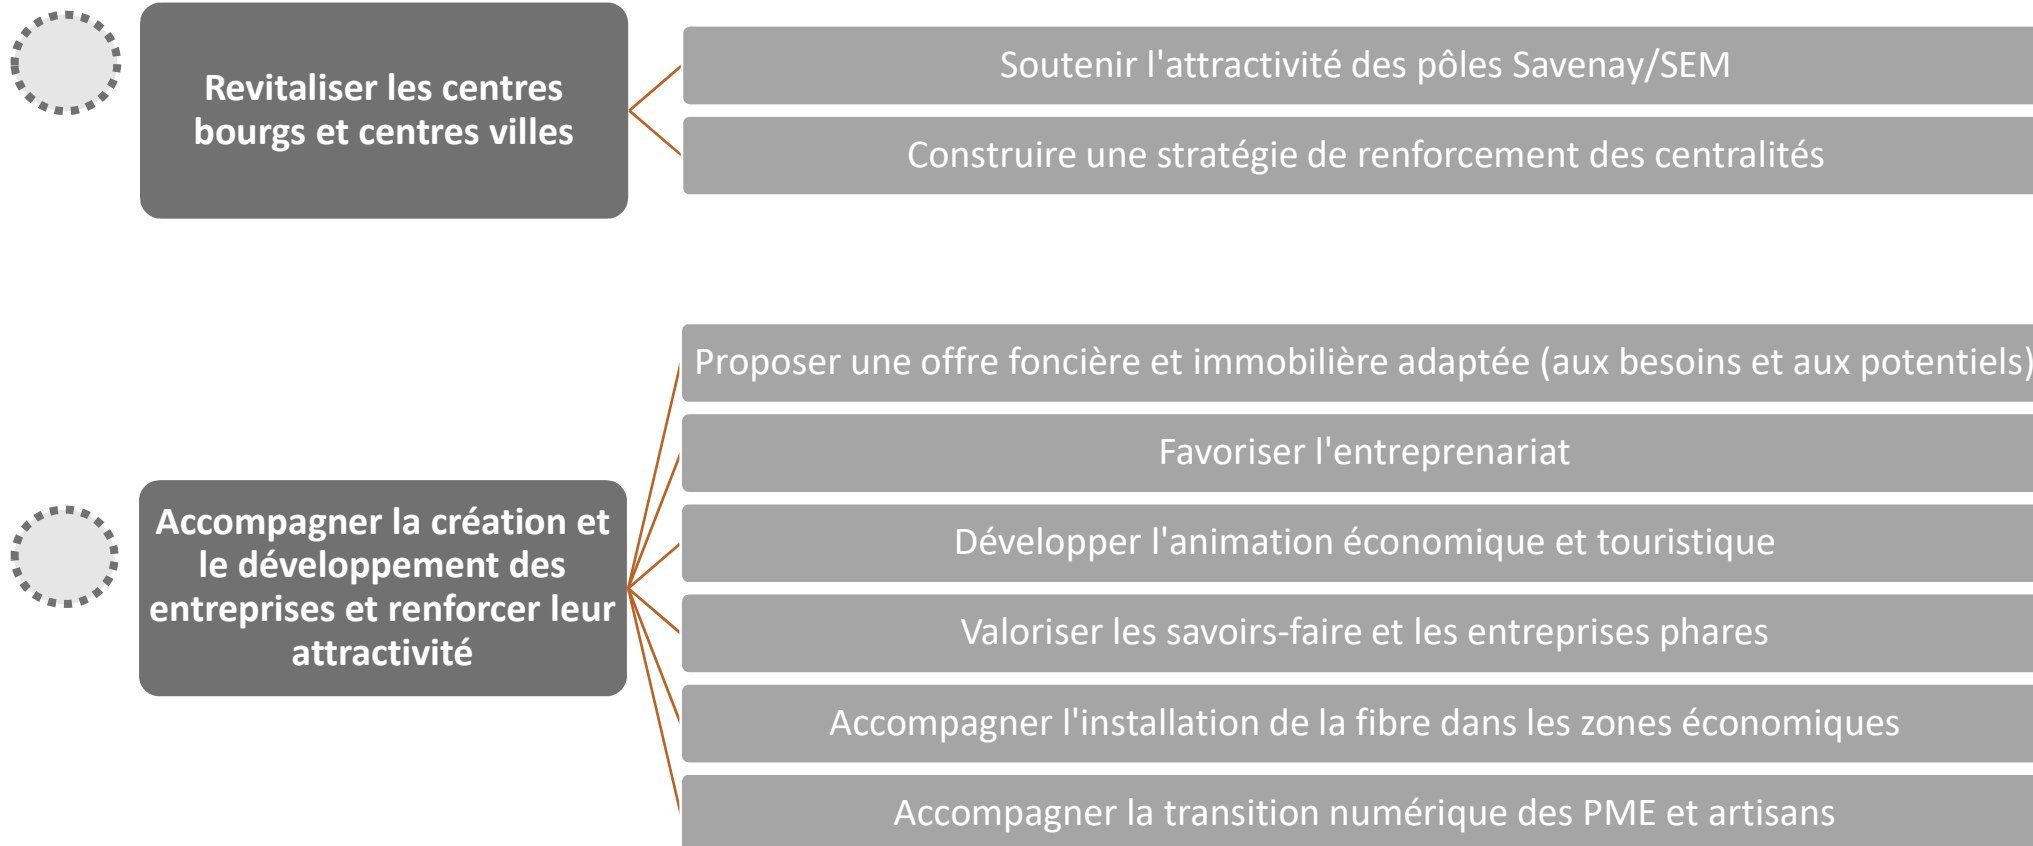 Revitaliser les centres
bourgs et centres villes
Soutenir l'attractivité des pôles Savenay/SEM
Construire une stratégie de renforcement des centralités
Accompagner la création et
le développement des
entreprises et renforcer leur
attractivité
Proposer une offre foncière et immobilière adaptée (aux besoins et aux potentiels)
Favoriser l'entreprenariat
Développer l'animation économique et touristique
Valoriser les savoirs-faire et les entreprises phares
Accompagner l'installation de la fibre dans les zones économiques
Accompagner la transition numérique des PME et artisans